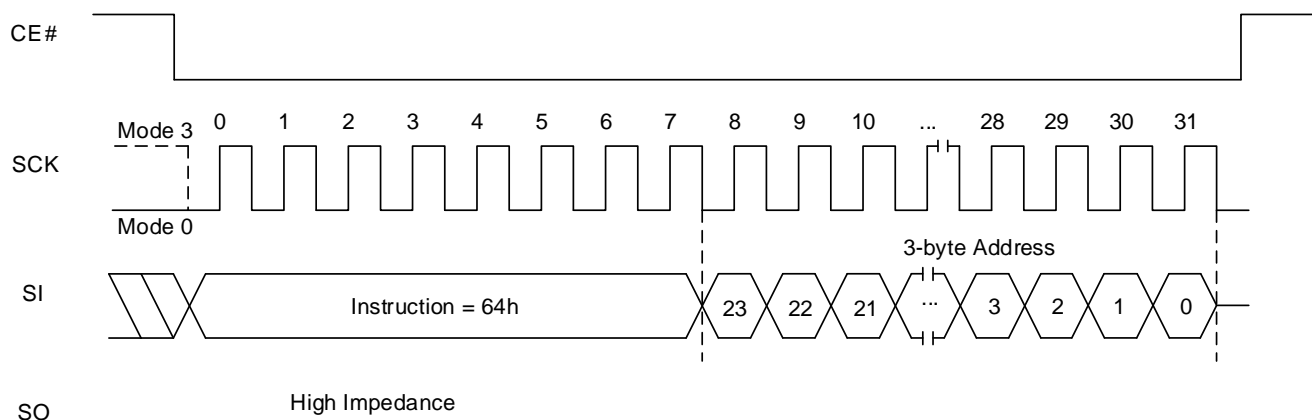 CE#
0 1 2 3 4 5 6 7 8 9 10 ... 28 29 30 31
Mode 3
SCK
Mode 0
3-byte Address
SI
Instruction = 64h 23 22 21 ... 3 2 1 0
High Impedance
SO